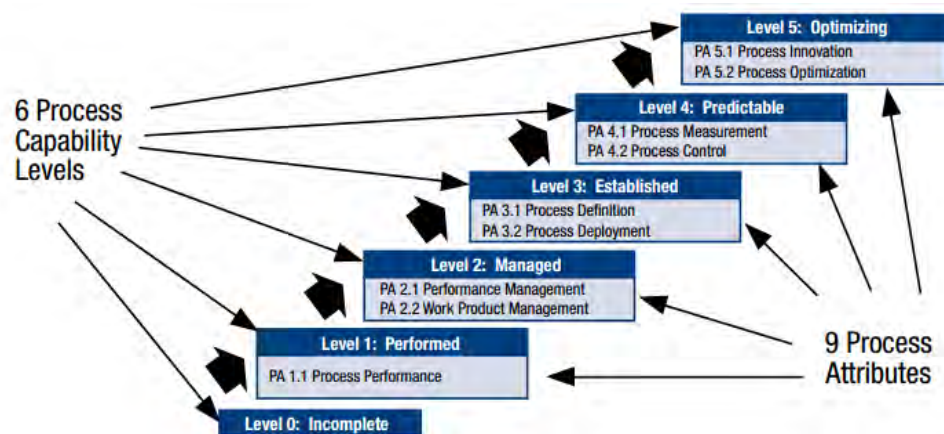 Level 5: Optimizing
PA 5.1 Process Innovation
PA 5.2 Process Optimization
6 Process
Capability
Levels
Level 4: Predictable
PA 4.1 Process Measurement
PA 4.2 Process Control
Level 3: Established
PA 3.1 Process Definition
PA 3.2 Process Deployment
Level 2: Managed
PA 2.1 Performance Management
PA 2.2 Work Product Management
Level 1: Performed
PA 1.1 Process Performance
9 Process
Attributes
Level 0: Incomplete